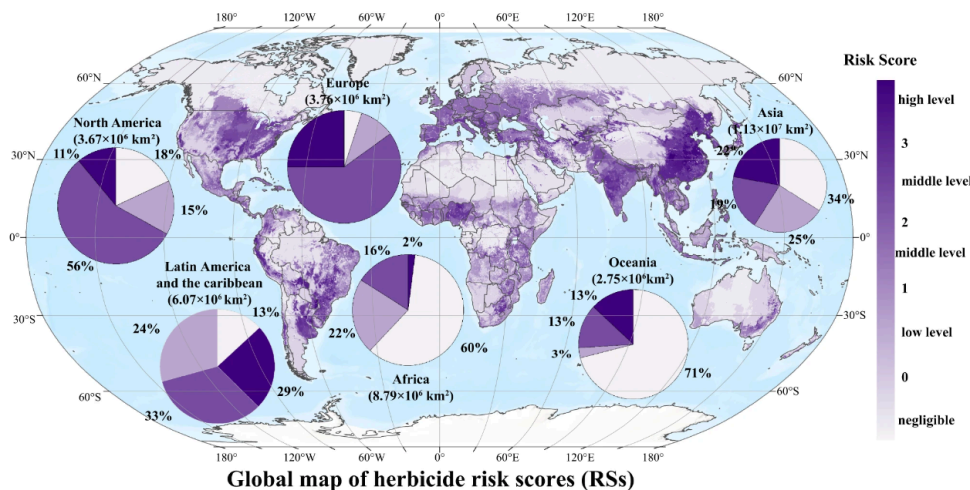 180° 120°W 60°W 0° 60°E 120°E 180°
60°N
60°N
Europe
(3.76×10⁶ km²)
Risk Score
high level
3
middle level
2
middle level
1
low level
0
negligible
North America
(3.67×10⁶ km²)
11%
18%
15%
56%
Asia
(1.13×10⁷ km²)
22%
34%
19%
25%
30°N
30°N
0°
0°
Latin America
and the caribbean
(6.07×10⁶ km²)
13%
24%
29%
33%
16%
2%
22%
60%
Africa
(8.79×10⁶ km²)
Oceania
(2.75×10⁶km²)
13%
13%
3%
71%
30°S
30°S
60°S
60°S
180° 120°W 60°W 0° 60°E 120°E 180°
Global map of herbicide risk scores (RSs)